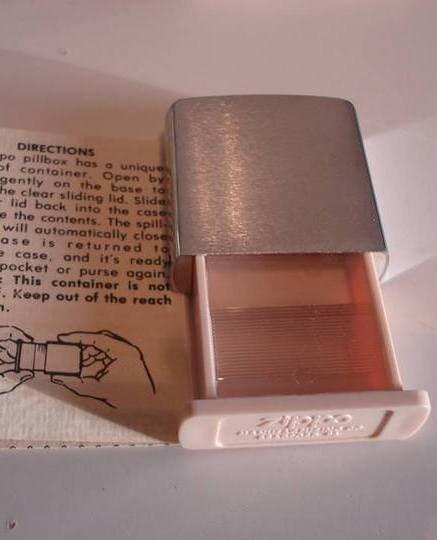 DIRECTIONS
po pillbox has a unique
of container. Open by
gently on the base to
he clear sliding lid. Slide
r lid back into the case
e the contents. The spill-
will automatically close
ase is returned to
e case, and it's ready
pocket or purse again.
: This container is not
f. Keep out of the reach
n.
Zippo